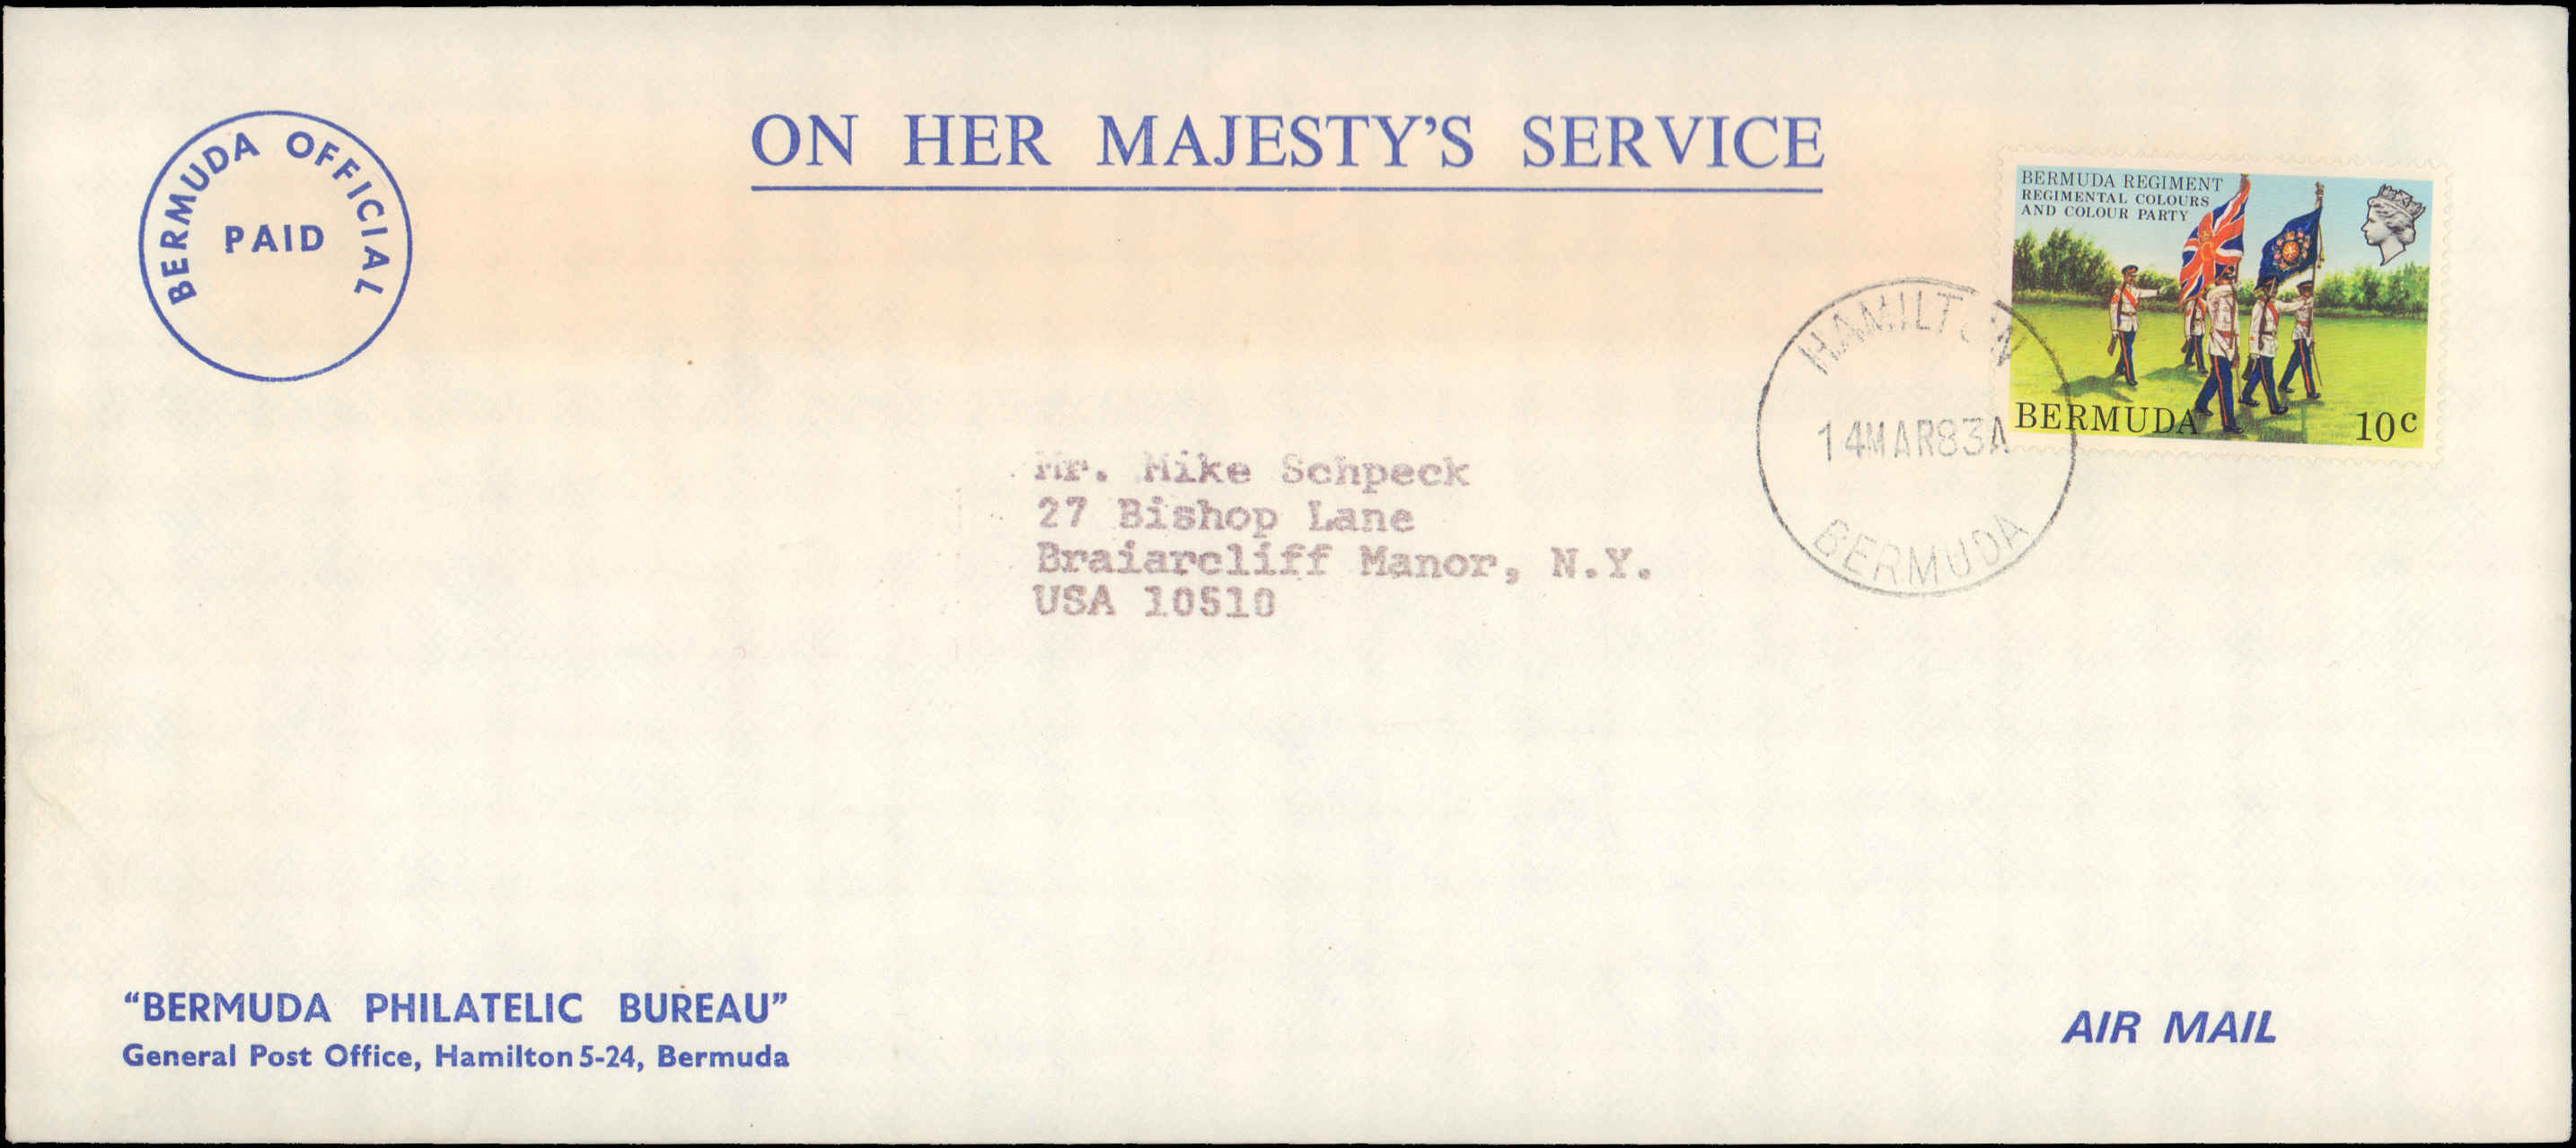 BERMUDA OFFICIAL
PAID
ON HER MAJESTY'S SERVICE
BERMUDA REGIMENT
REGIMENTAL COLOURS
AND COLOUR PARTY
BERMUDA
10c
HAMILTON
14MAR83A
BERMUDA
Mr. Mike Schpeck
27 Bishop Lane
Braiarcliff Manor, N.Y.
USA 10510
"BERMUDA PHILATELIC BUREAU"
General Post Office, Hamilton 5-24, Bermuda
AIR MAIL